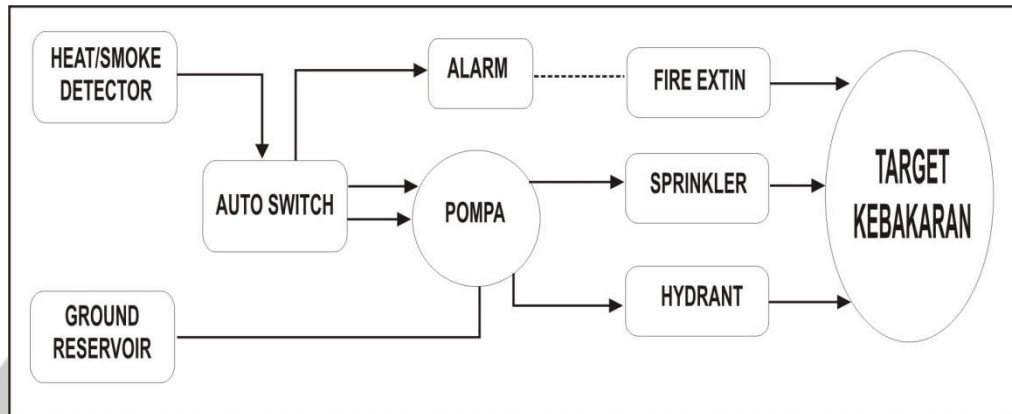 HEAT/SMOKE
DETECTOR
ALARM
FIRE EXTIN
AUTO SWITCH
POMPA
SPRINKLER
TARGET
KEBAKARAN
GROUND
RESERVOIR
HYDRANT